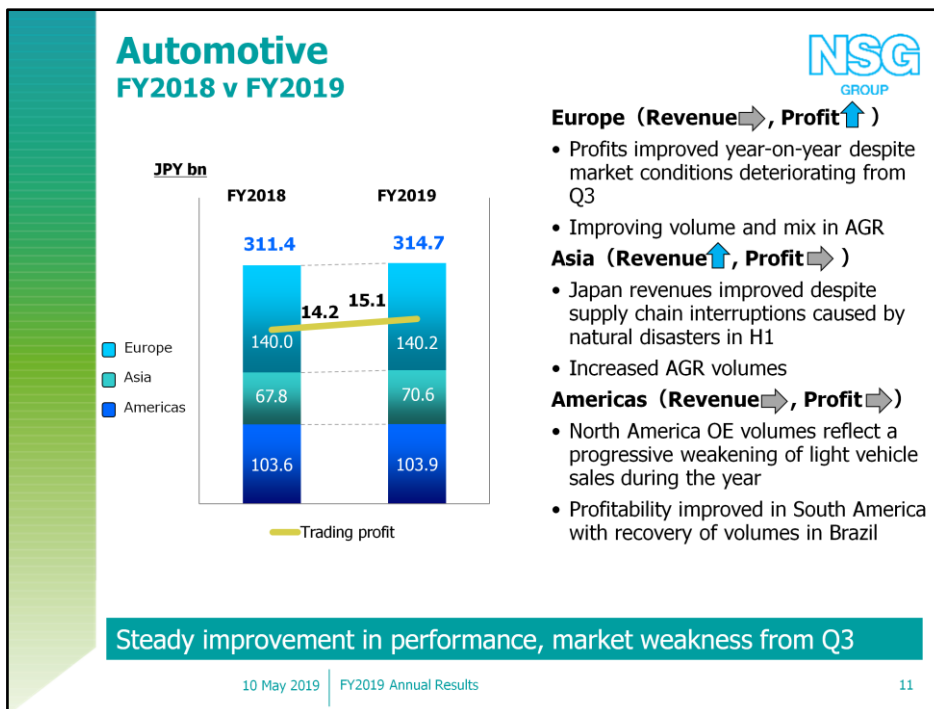 Automotive
FY2018 v FY2019
NSG
GROUP
JPY bn
FY2018
FY2019
311.4
314.7
14.2
15.1
140.0
140.2
67.8
70.6
103.6
103.9
Europe
Asia
Americas
Trading profit
Europe (Revenue, Profit)
• Profits improved year-on-year despite
market conditions deteriorating from
Q3
• Improving volume and mix in AGR
Asia (Revenue, Profit)
• Japan revenues improved despite
supply chain interruptions caused by
natural disasters in H1
• Increased AGR volumes
Americas (Revenue, Profit)
• North America OE volumes reflect a
progressive weakening of light vehicle
sales during the year
• Profitability improved in South America
with recovery of volumes in Brazil
Steady improvement in performance, market weakness from Q3
10 May 2019
FY2019 Annual Results
11